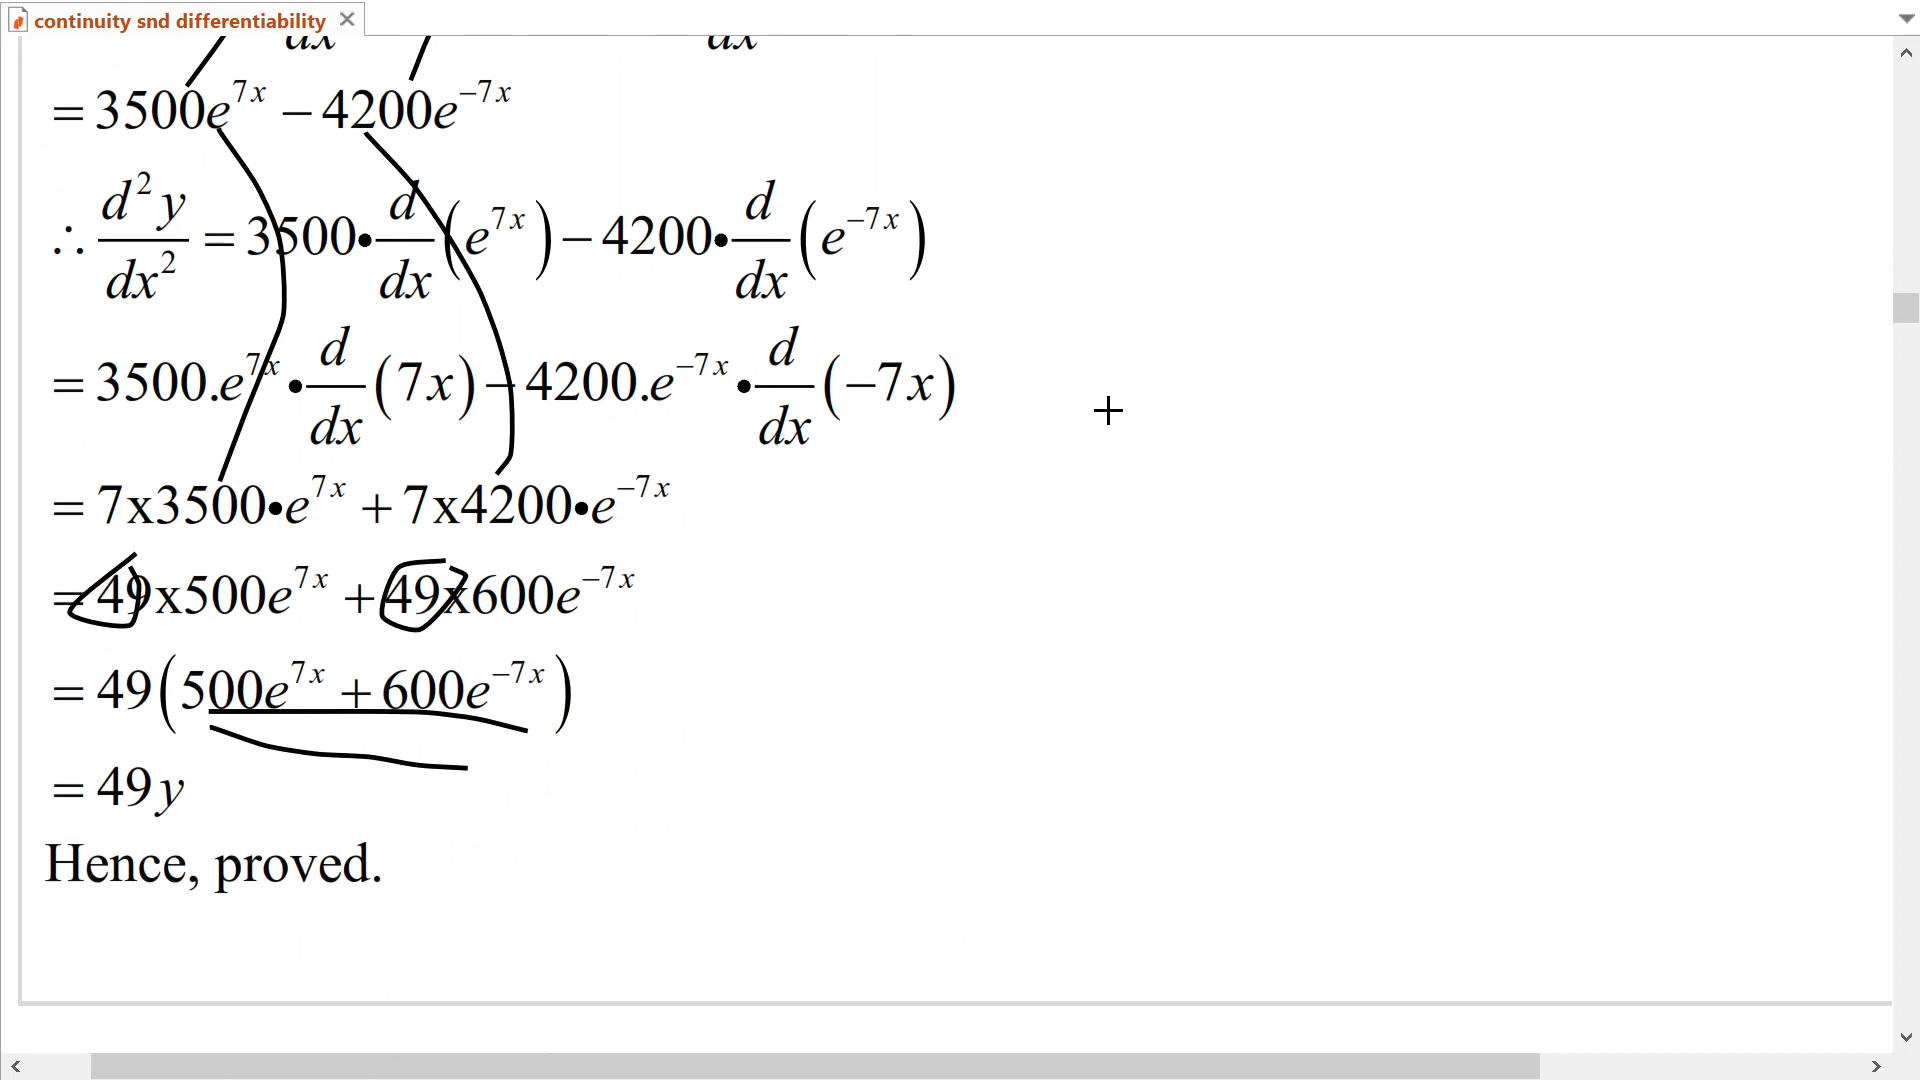 continuity snd differentiability
dx dx
= 3500e^{7x} − 4200e^{−7x}
∴ d²y/dx² = 3500•d/dx(e^{7x}) − 4200•d/dx(e^{−7x})
= 3500.e^{7x}•d/dx(7x) − 4200.e^{−7x}•d/dx(−7x)
= 7x3500•e^{7x} + 7x4200•e^{−7x}
= 49x500e^{7x} + 49x600e^{−7x}
= 49(500e^{7x} + 600e^{−7x})
= 49y
Hence, proved.